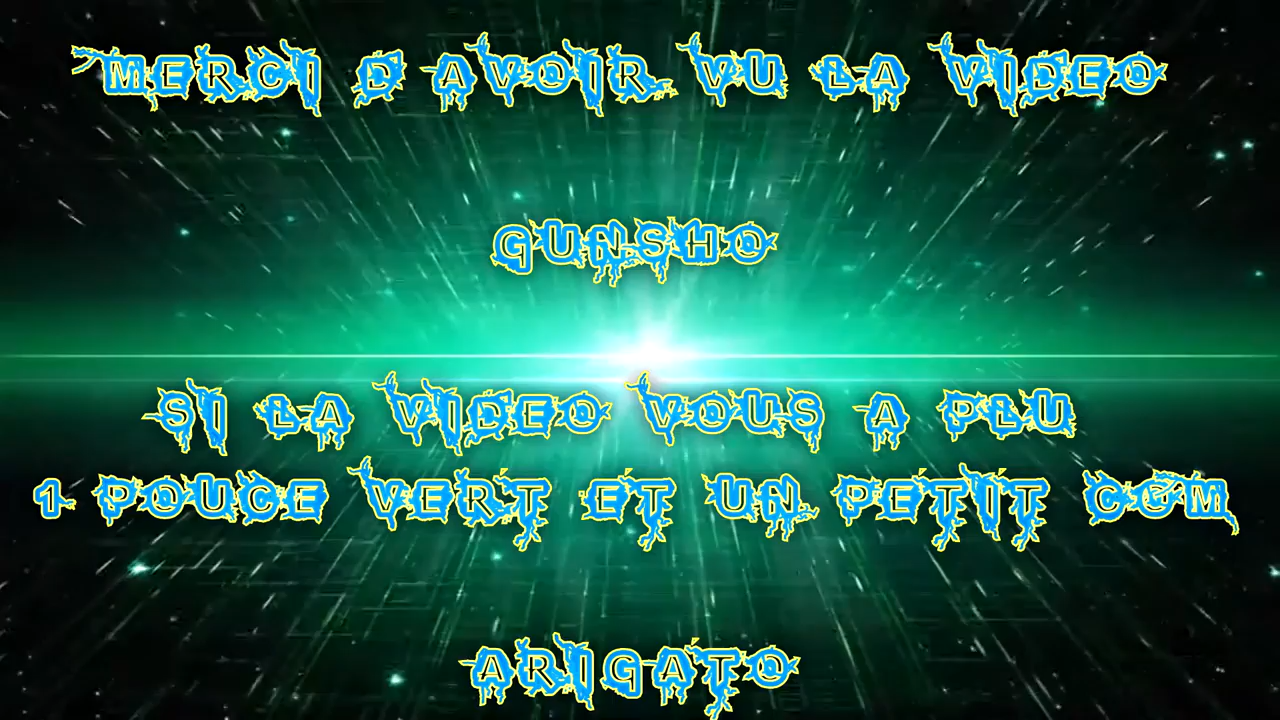 MERCI D AVOIR VU LA VIDEO
GUNSHO
SI LA VIDEO VOUS A PLU
1 POUCE VERT ET UN PETIT COM
ARIGATO